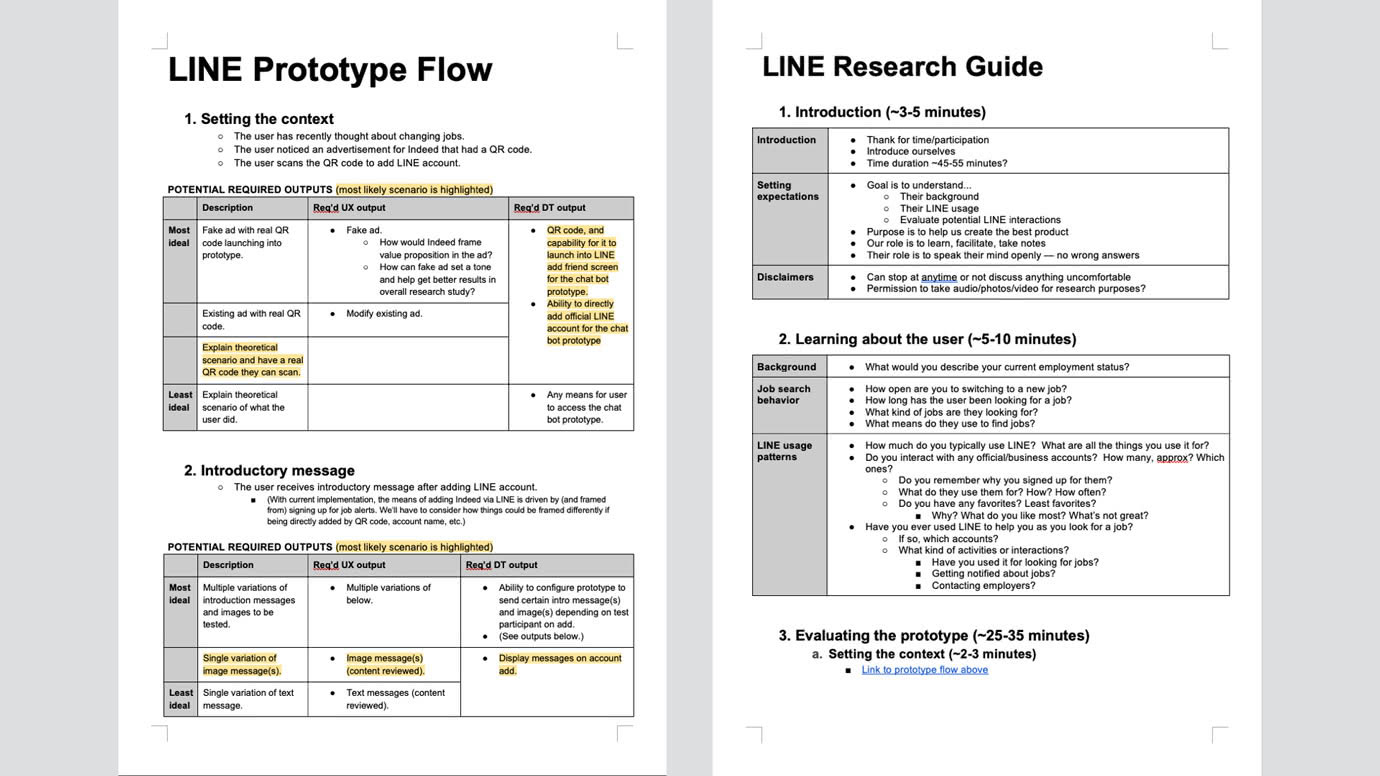 LINE Prototype Flow
1. Setting the context
○ The user has recently thought about changing jobs.
○ The user noticed an advertisement for Indeed that had a QR code.
○ The user scans the QR code to add LINE account.
POTENTIAL REQUIRED OUTPUTS (most likely scenario is highlighted)
Description
Req'd UX output
Req'd DT output
Most
ideal
Fake ad with real QR
code launching into
prototype.
● Fake ad.
○ How would Indeed frame
value proposition in the ad?
○ How can fake ad set a tone
and help get better results in
overall research study?
● QR code, and
capability for it to
launch into LINE
add friend screen
for the chat bot
prototype.
● Ability to directly
add official LINE
account for the chat
bot prototype
Existing ad with real QR
code.
● Modify existing ad.
Explain theoretical
scenario and have a real
QR code they can scan.
Least
ideal
Explain theoretical
scenario of what the
user did.
● Any means for user
to access the chat
bot prototype.
2. Introductory message
○ The user receives introductory message after adding LINE account.
■ (With current implementation, the means of adding Indeed via LINE is driven by (and framed
from) signing up for job alerts. We'll have to consider how things could be framed differently if
being directly added by QR code, account name, etc.)
POTENTIAL REQUIRED OUTPUTS (most likely scenario is highlighted)
Description
Req'd UX output
Req'd DT output
Most
ideal
Multiple variations of
introduction messages
and images to be
tested.
● Multiple variations of
below.
● Ability to configure prototype to
send certain intro message(s)
and image(s) depending on test
participant on add.
● (See outputs below.)
Single variation of
image message(s).
● Image message(s)
(content reviewed).
● Display messages on account
add.
Least
ideal
Single variation of text
message.
● Text messages (content
reviewed).
LINE Research Guide
1. Introduction (~3-5 minutes)
Introduction
● Thank for time/participation
● Introduce ourselves
● Time duration ~45-55 minutes?
Setting
expectations
● Goal is to understand...
○ Their background
○ Their LINE usage
○ Evaluate potential LINE interactions
● Purpose is to help us create the best product
● Our role is to learn, facilitate, take notes
● Their role is to speak their mind openly — no wrong answers
Disclaimers
● Can stop at anytime or not discuss anything uncomfortable
● Permission to take audio/photos/video for research purposes?
2. Learning about the user (~5-10 minutes)
Background
● What would you describe your current employment status?
Job search
behavior
● How open are you to switching to a new job?
● How long has the user been looking for a job?
● What kind of jobs are they looking for?
● What means do they use to find jobs?
LINE usage
patterns
● How much do you typically use LINE? What are all the things you use it for?
● Do you interact with any official/business accounts? How many, approx? Which
ones?
○ Do you remember why you signed up for them?
○ What do they use them for? How? How often?
○ Do you have any favorites? Least favorites?
■ Why? What do you like most? What's not great?
● Have you ever used LINE to help you as you look for a job?
○ If so, which accounts?
○ What kind of activities or interactions?
■ Have you used it for looking for jobs?
■ Getting notified about jobs?
■ Contacting employers?
3. Evaluating the prototype (~25-35 minutes)
a. Setting the context (~2-3 minutes)
■ Link to prototype flow above